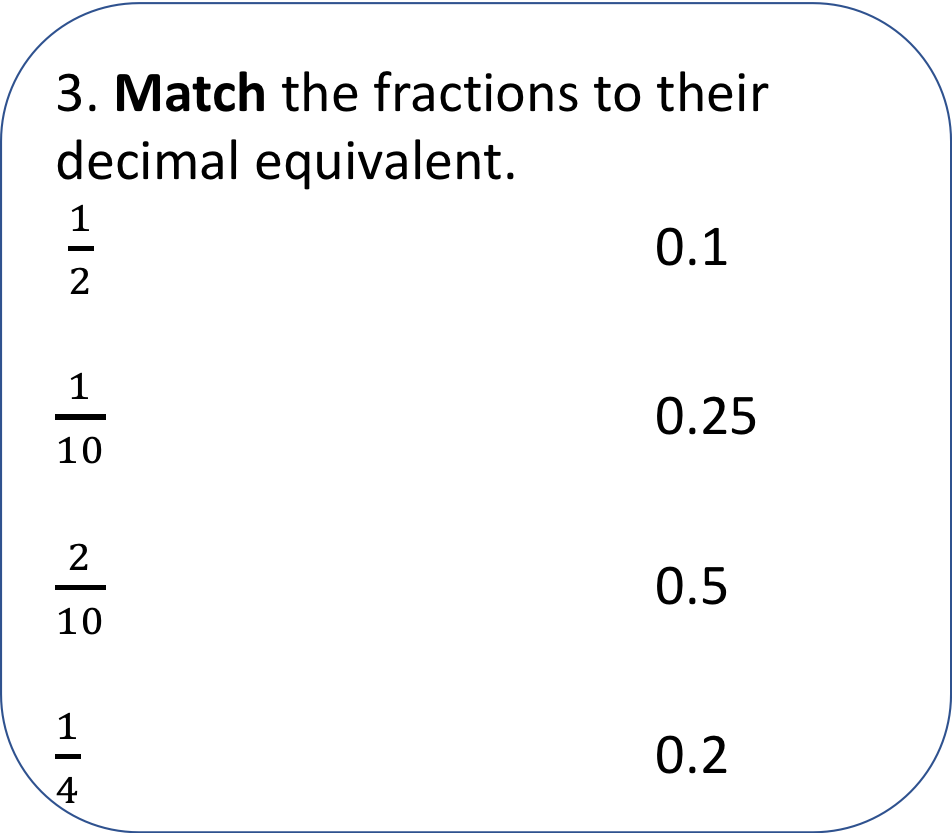 3. Match the fractions to their
decimal equivalent.
1/2 0.1
1/10 0.25
2/10 0.5
1/4 0.2